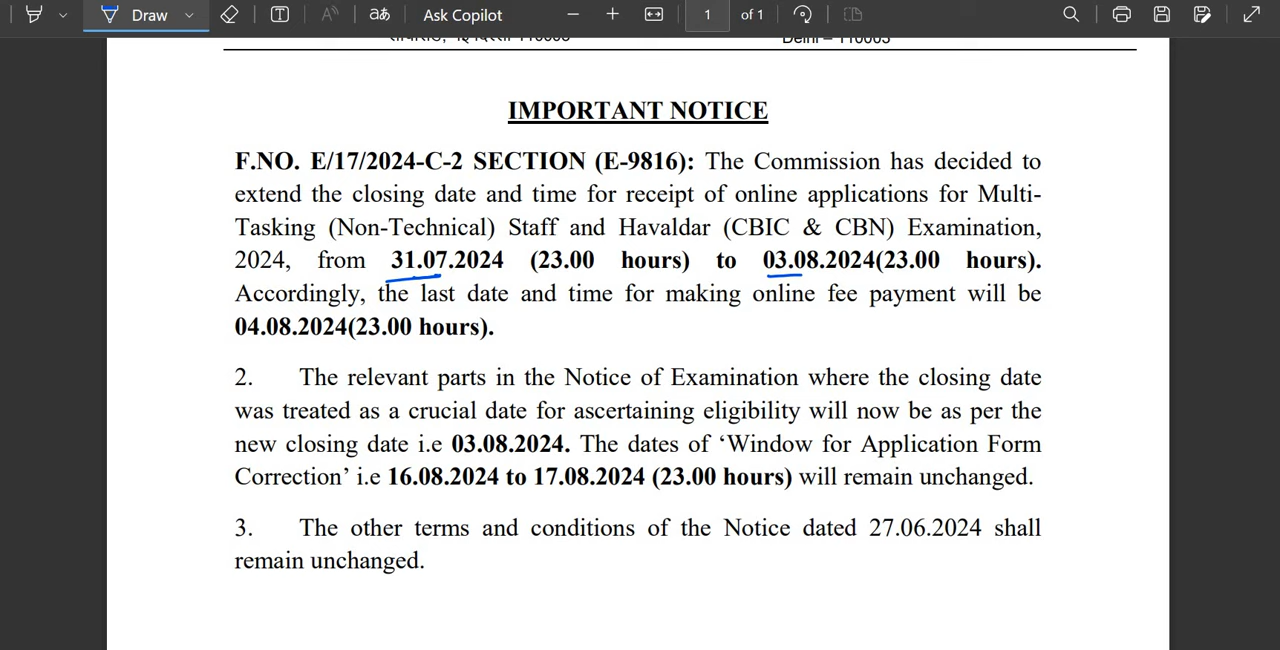 Draw
aあ
Ask Copilot
1
of 1
Delhi – 110003
IMPORTANT NOTICE
F.NO. E/17/2024-C-2 SECTION (E-9816): The Commission has decided to
extend the closing date and time for receipt of online applications for Multi-
Tasking (Non-Technical) Staff and Havaldar (CBIC & CBN) Examination,
2024, from 31.07.2024 (23.00 hours) to 03.08.2024(23.00 hours).
Accordingly, the last date and time for making online fee payment will be
04.08.2024(23.00 hours).
2. The relevant parts in the Notice of Examination where the closing date
was treated as a crucial date for ascertaining eligibility will now be as per the
new closing date i.e 03.08.2024. The dates of ‘Window for Application Form
Correction’ i.e 16.08.2024 to 17.08.2024 (23.00 hours) will remain unchanged.
3. The other terms and conditions of the Notice dated 27.06.2024 shall
remain unchanged.